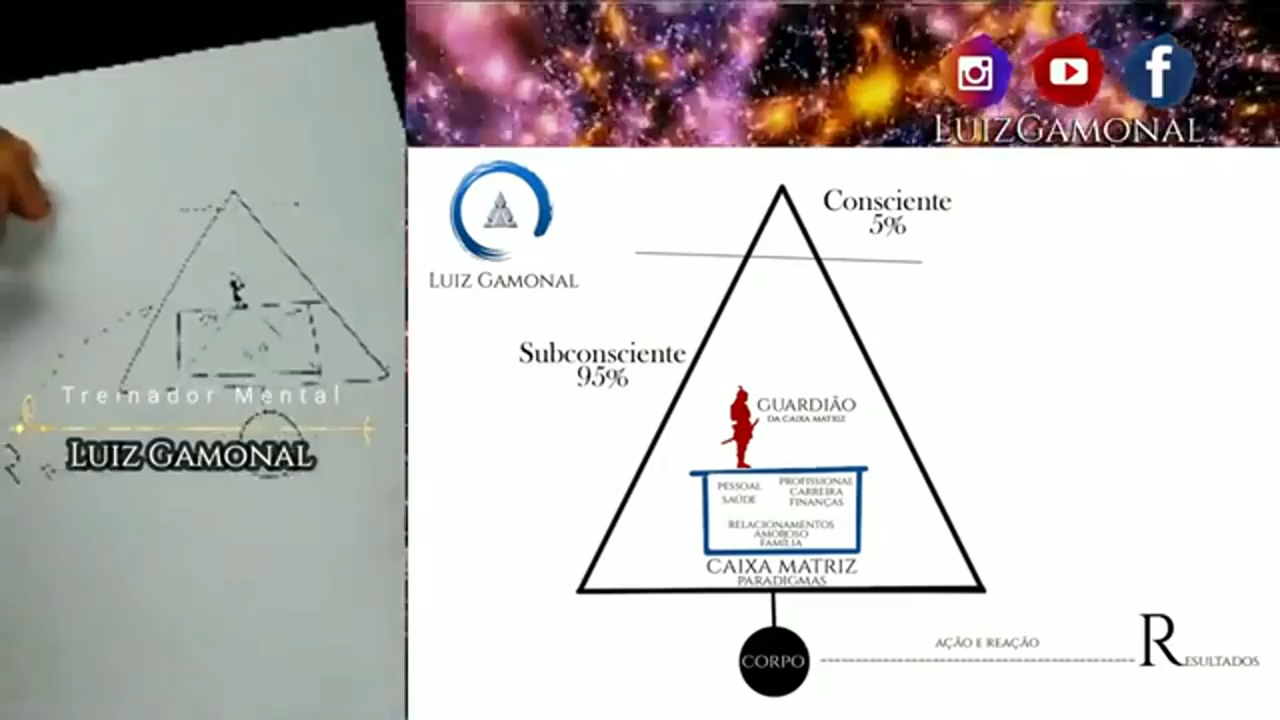 LUIZGAMONAL
LUIZ GAMONAL
Consciente
5%
Subconsciente
95%
GUARDIÃO
DA CAIXA MATRIZ
PESSOAL
SAÚDE
PROFISSIONAL
CARREIRA
FINANÇAS
RELACIONAMENTOS
AMOROSO
FAMÍLIA
CAIXA MATRIZ
PARADIGMAS
CORPO
AÇÃO E REAÇÃO
RESULTADOS
Treinador Mental
LUIZ GAMONAL